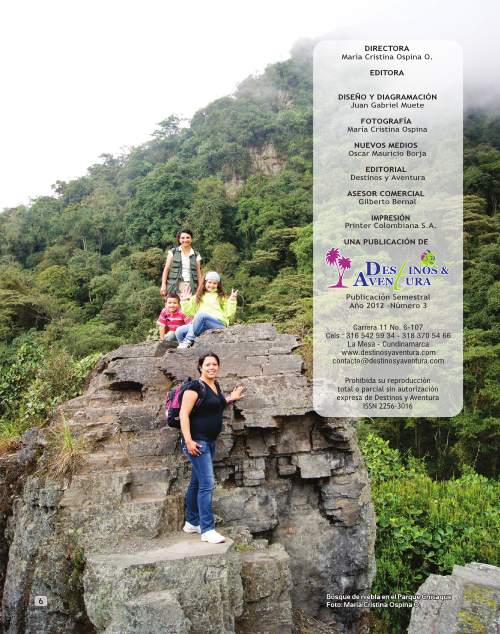 DIRECTORA
María Cristina Ospina O.
EDITORA
DISEÑO Y DIAGRAMACIÓN
Juan Gabriel Muete
FOTOGRAFÍA
María Cristina Ospina
NUEVOS MEDIOS
Oscar Mauricio Borja
EDITORIAL
Destinos y Aventura
ASESOR COMERCIAL
Gilberto Bernal
IMPRESIÓN
Printer Colombiana S.A.
UNA PUBLICACIÓN DE
DESTINOS &
AVENTURA
Publicación Semestral
Año 2012 -Número 3
Carrera 11 No. 6-107
Cels.: 316 542 59 34 - 318 370 54 66
La Mesa - Cundinamarca
www.destinosyaventura.com
contacto@destinosyaventura.com
Prohibida su reproducción
total o parcial sin autorización
expresa de Destinos y Aventura
ISSN 2256-3016
Bosque de niebla en el Parque Chicaque
Foto: María Cristina Ospina O.
6